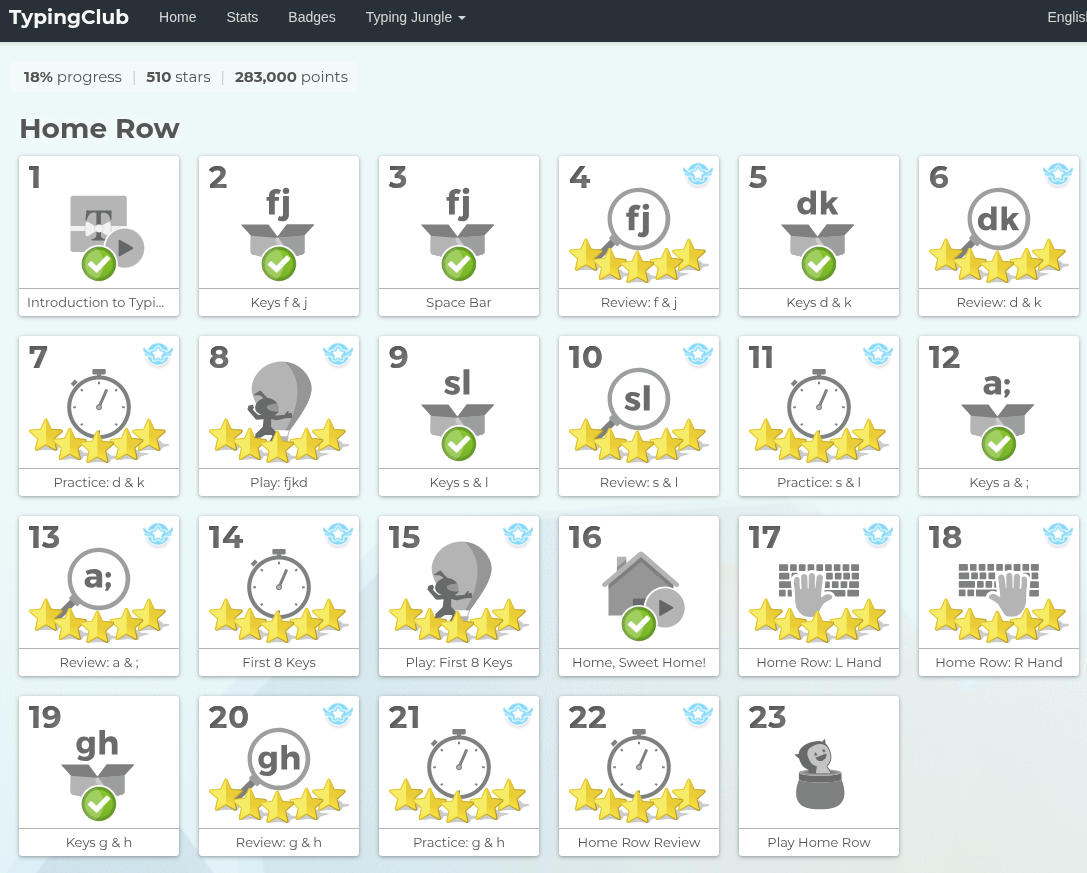 TypingClub Home Stats Badges Typing Jungle Englis
18% progress | 510 stars | 283,000 points
Home Row
1 2 3 4 5 6
T fj fj fj dk dk
Introduction to Typi... Keys f & j Space Bar Review: f & j Keys d & k Review: d & k
7 8 9 10 11 12
sl sl a;
Practice: d & k Play: fjkd Keys s & l Review: s & l Practice: s & l Keys a & ;
13 14 15 16 17 18
a;
Review: a & ; First 8 Keys Play: First 8 Keys Home, Sweet Home! Home Row: L Hand Home Row: R Hand
19 20 21 22 23
gh gh
Keys g & h Review: g & h Practice: g & h Home Row Review Play Home Row